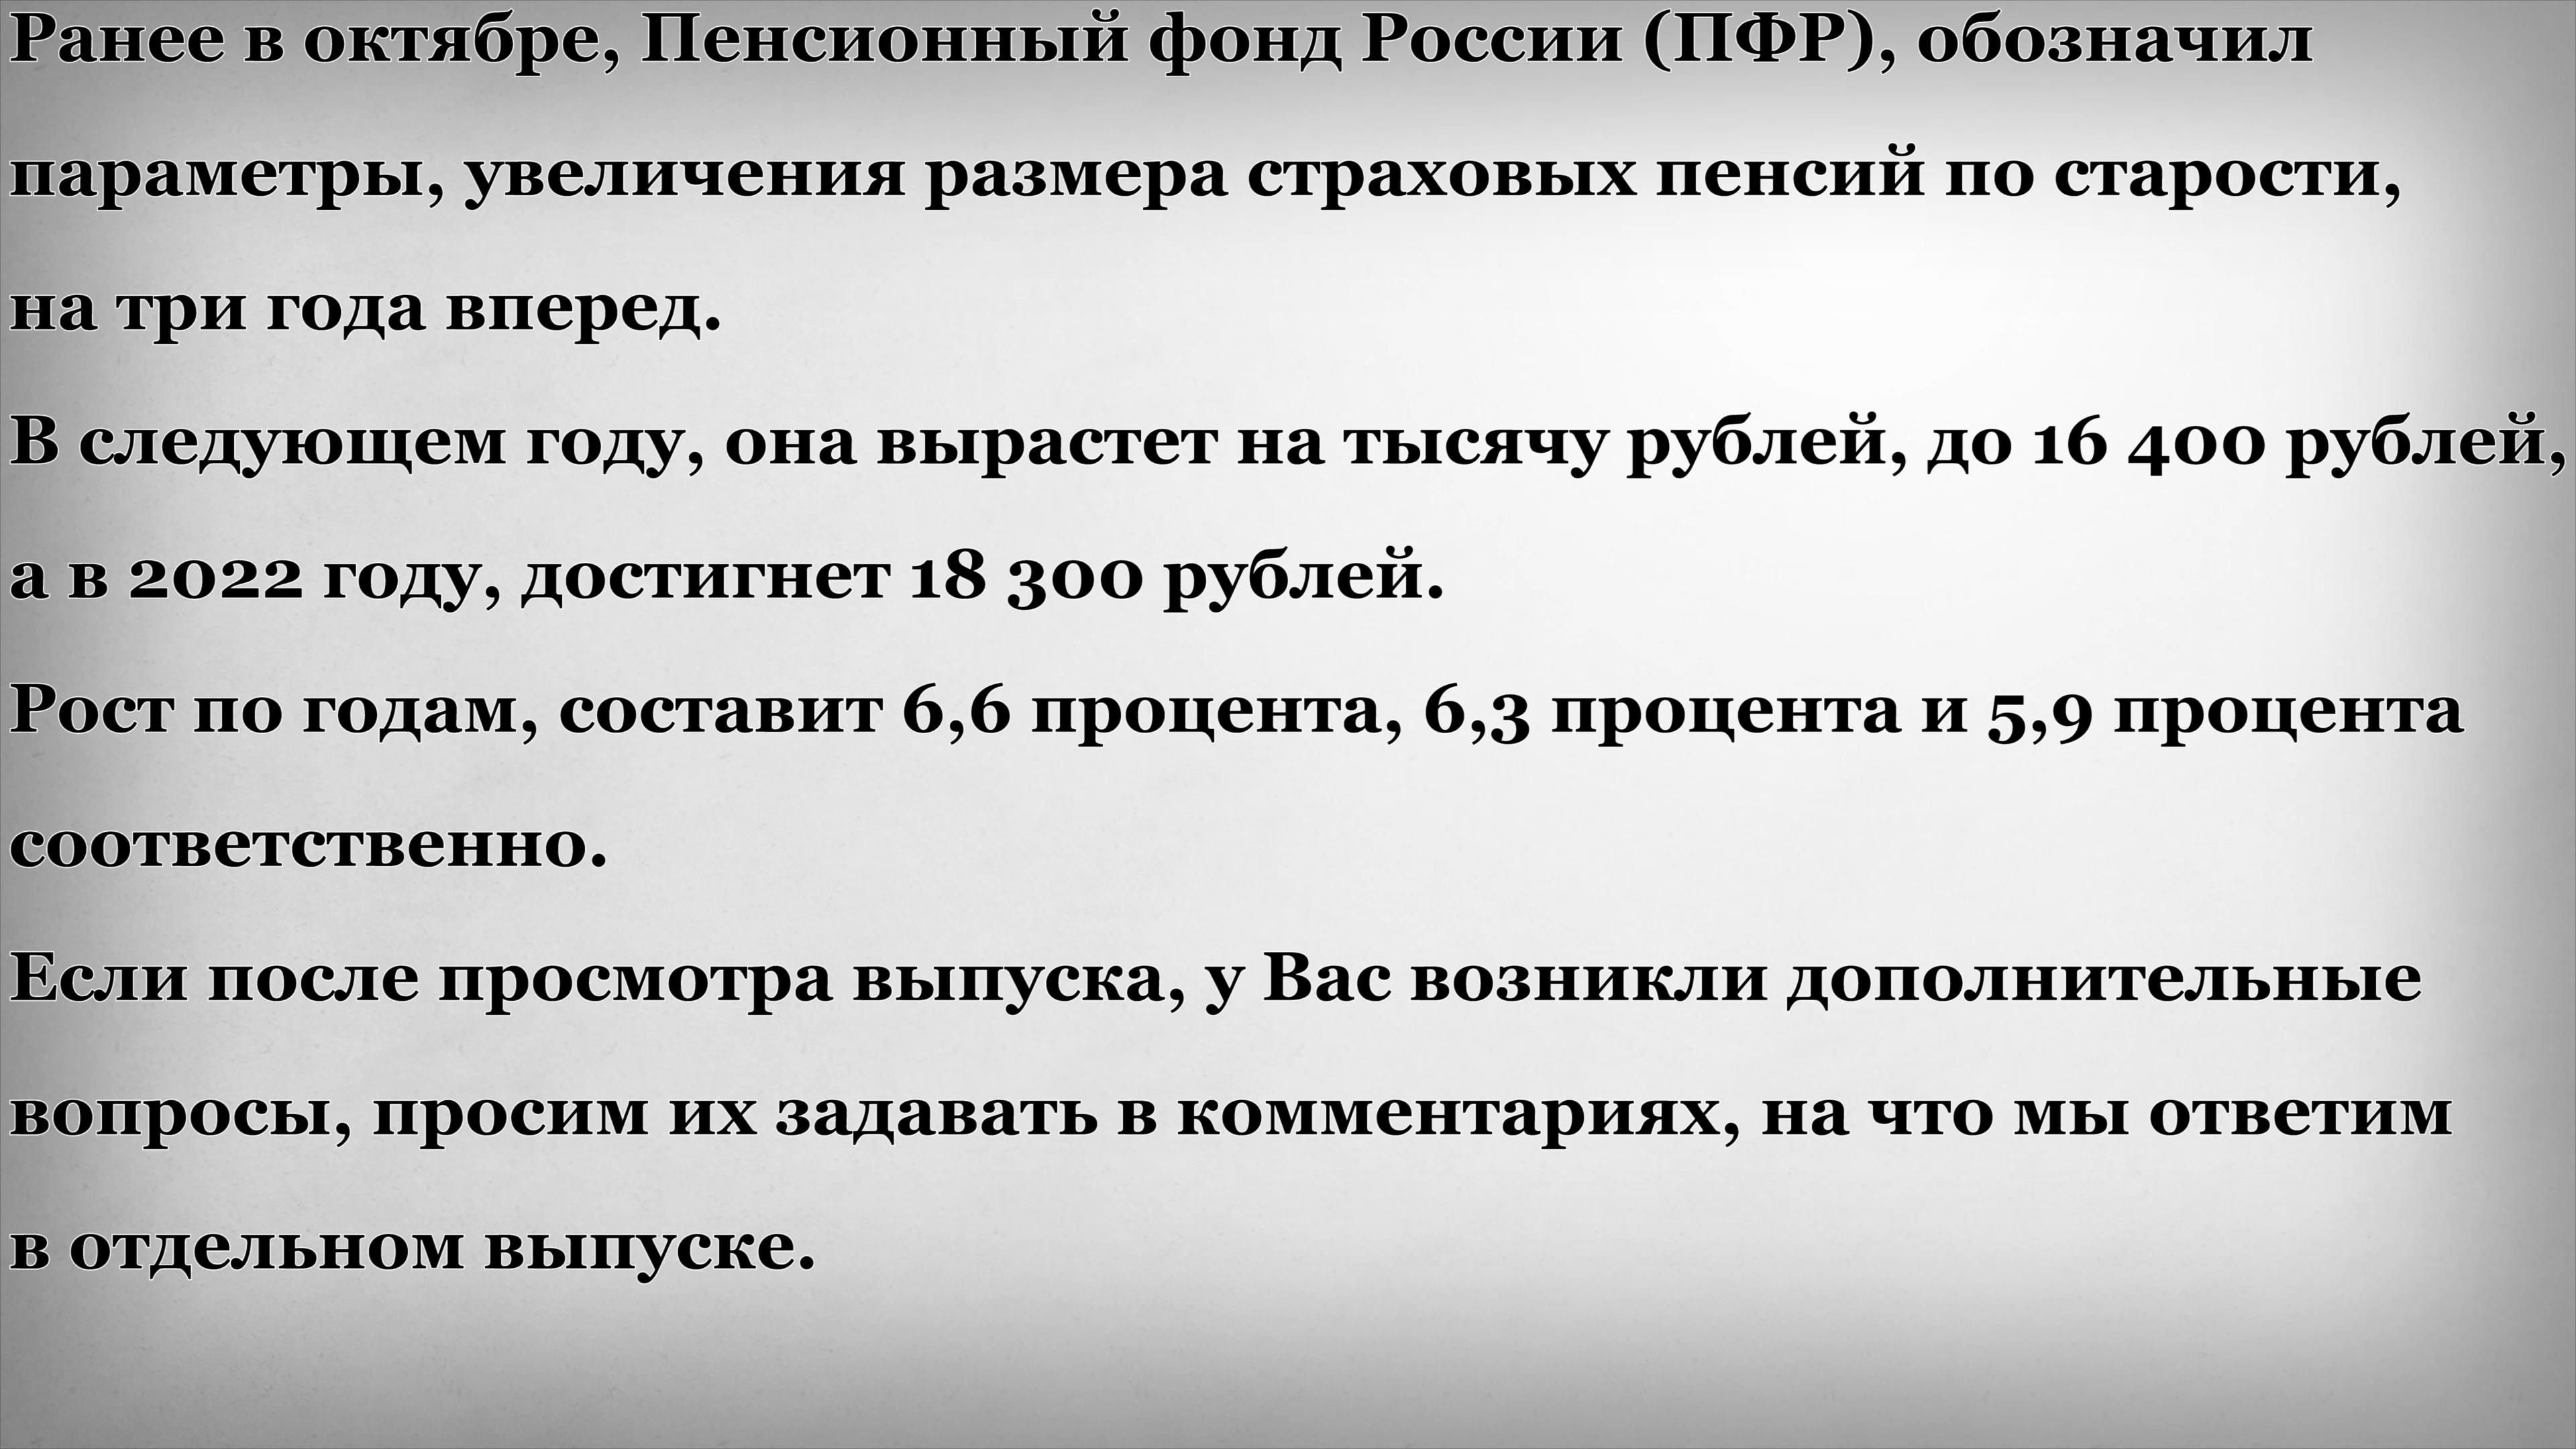 Ранее в октябре, Пенсионный фонд России (ПФР), обозначил
параметры, увеличения размера страховых пенсий по старости,
на три года вперед.
В следующем году, она вырастет на тысячу рублей, до 16 400 рублей,
а в 2022 году, достигнет 18 300 рублей.
Рост по годам, составит 6,6 процента, 6,3 процента и 5,9 процента
соответственно.
Если после просмотра выпуска, у Вас возникли дополнительные
вопросы, просим их задавать в комментариях, на что мы ответим
в отдельном выпуске.